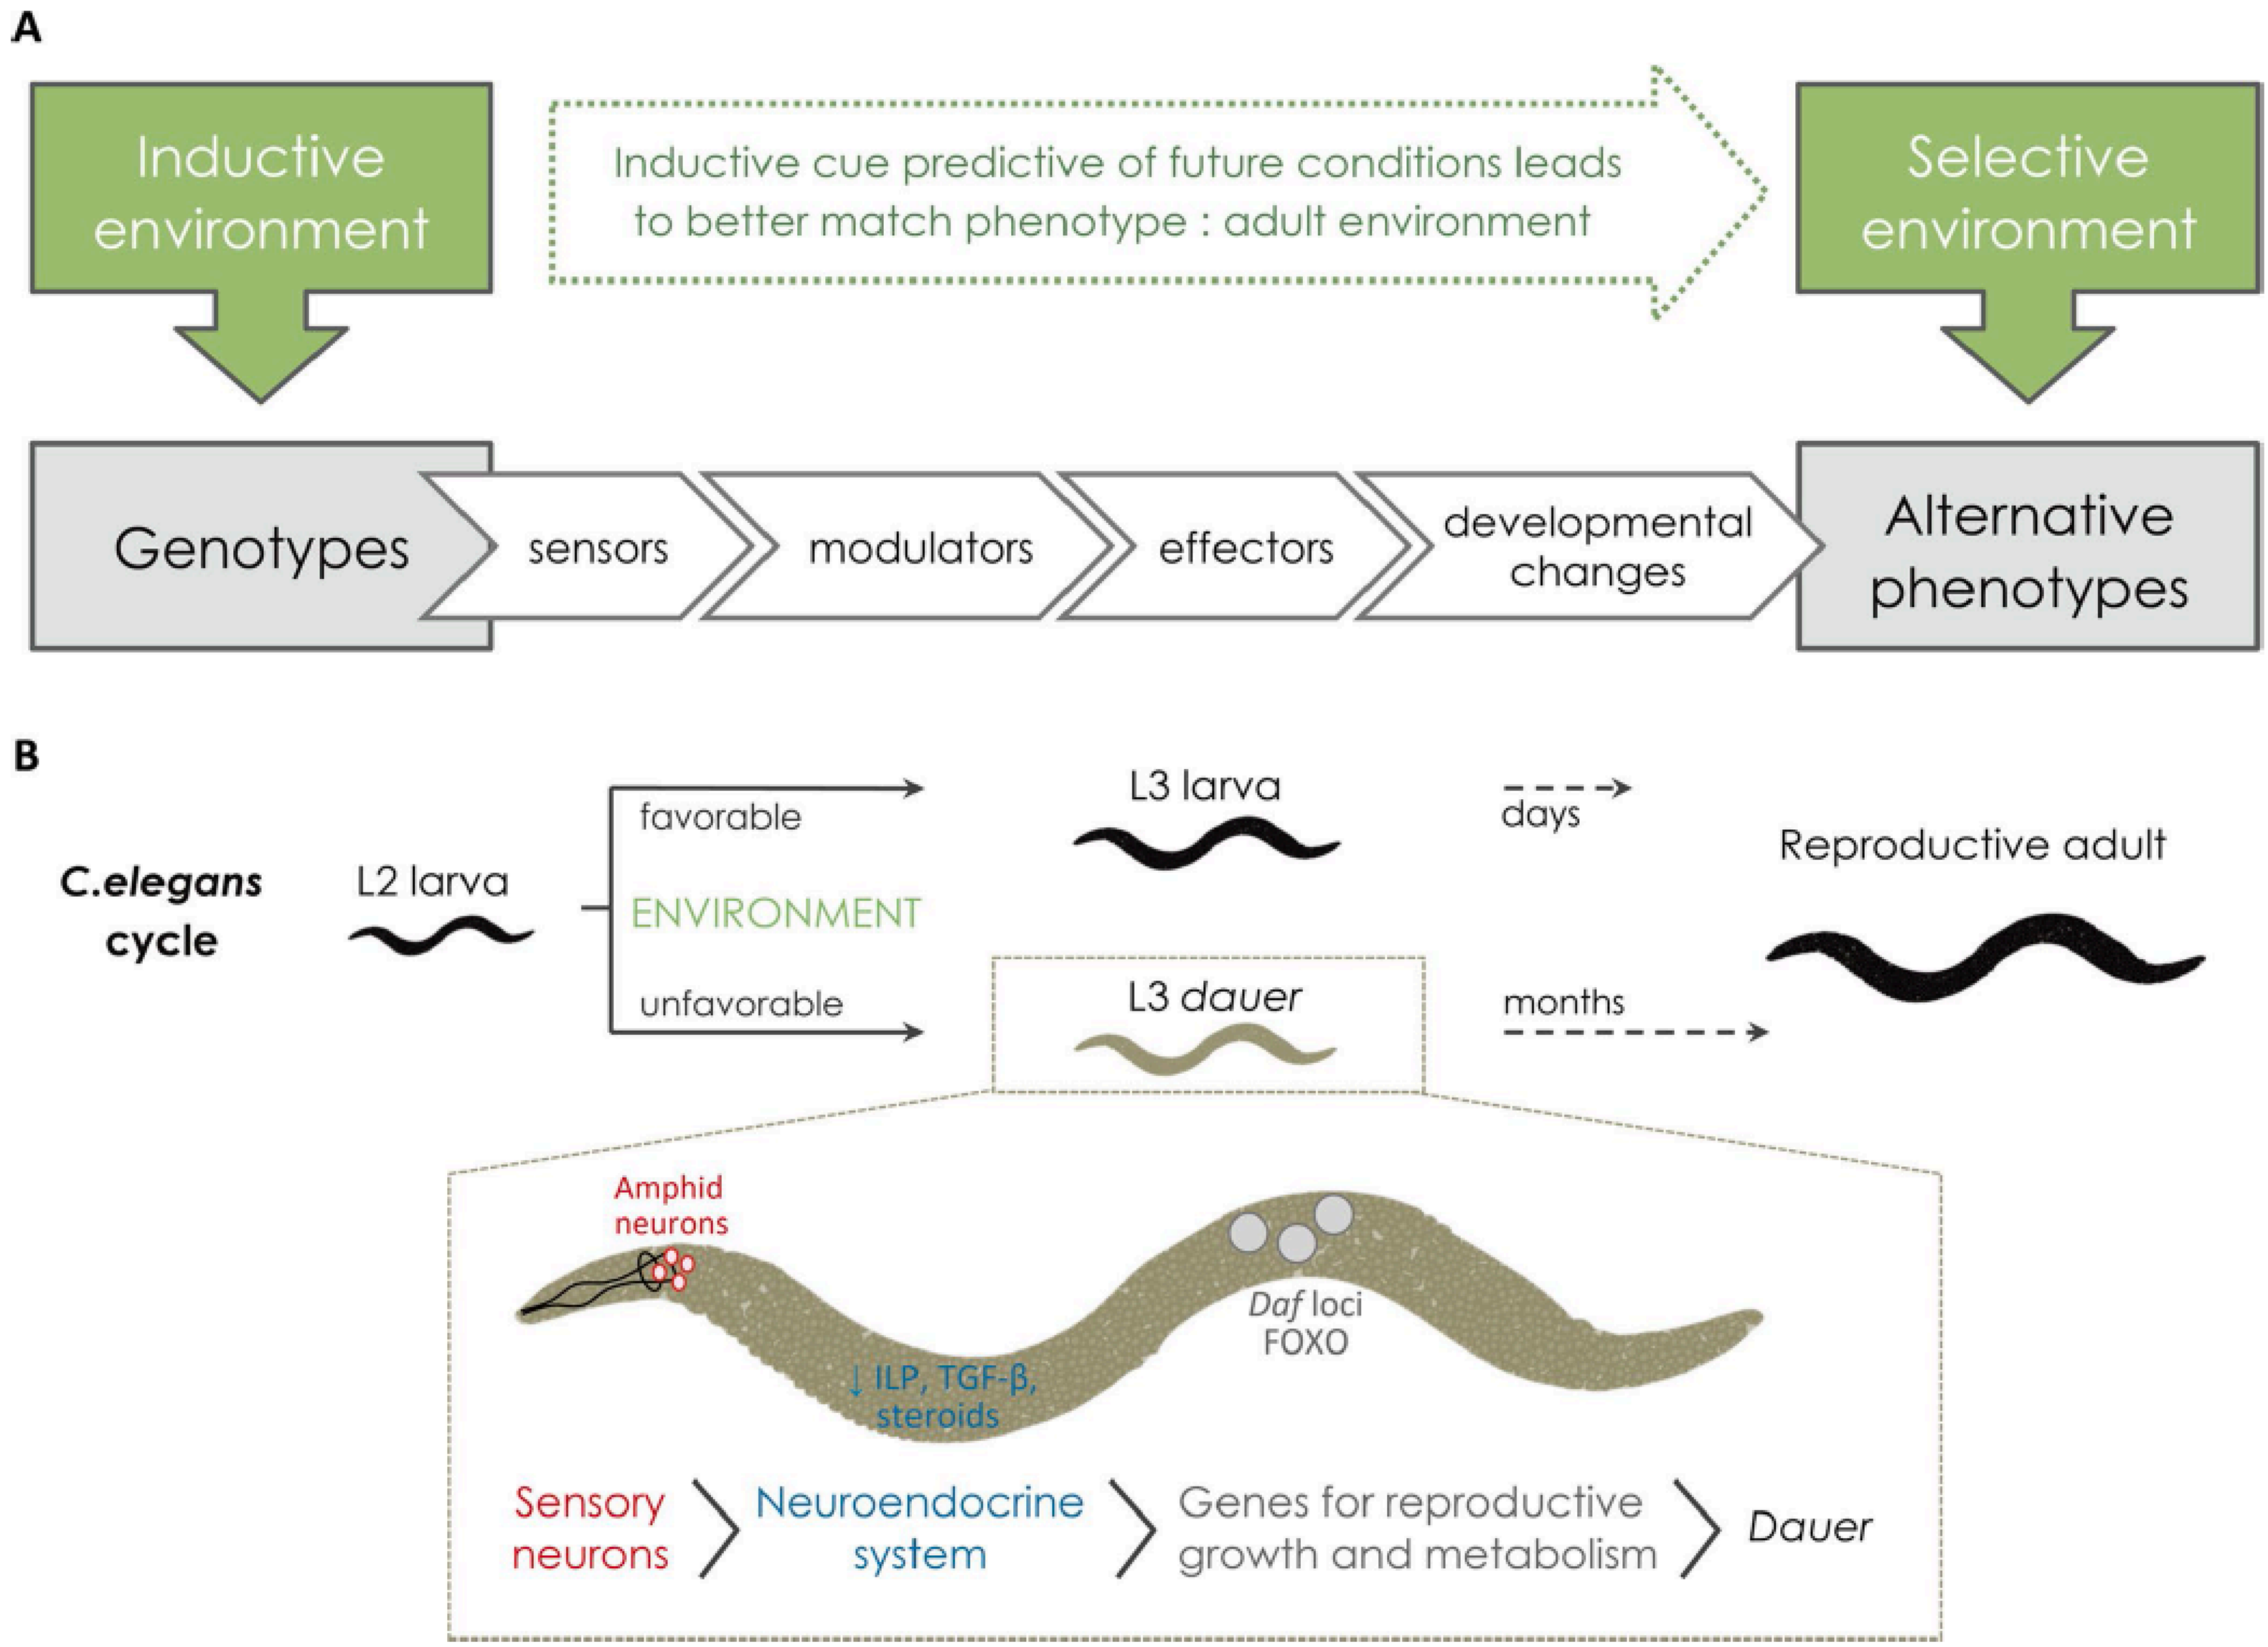 A
Inductive
environment
Inductive cue predictive of future conditions leads
to better match phenotype : adult environment
Selective
environment
Genotypes
sensors
modulators
effectors
developmental
changes
Alternative
phenotypes
B
C.elegans
cycle
L2 larva
favorable
ENVIRONMENT
unfavorable
L3 larva
days
L3 dauer
months
Reproductive adult
Amphid
neurons
↓ ILP, TGF-β,
steroids
Daf loci
FOXO
Sensory
neurons
Neuroendocrine
system
Genes for reproductive
growth and metabolism
Dauer